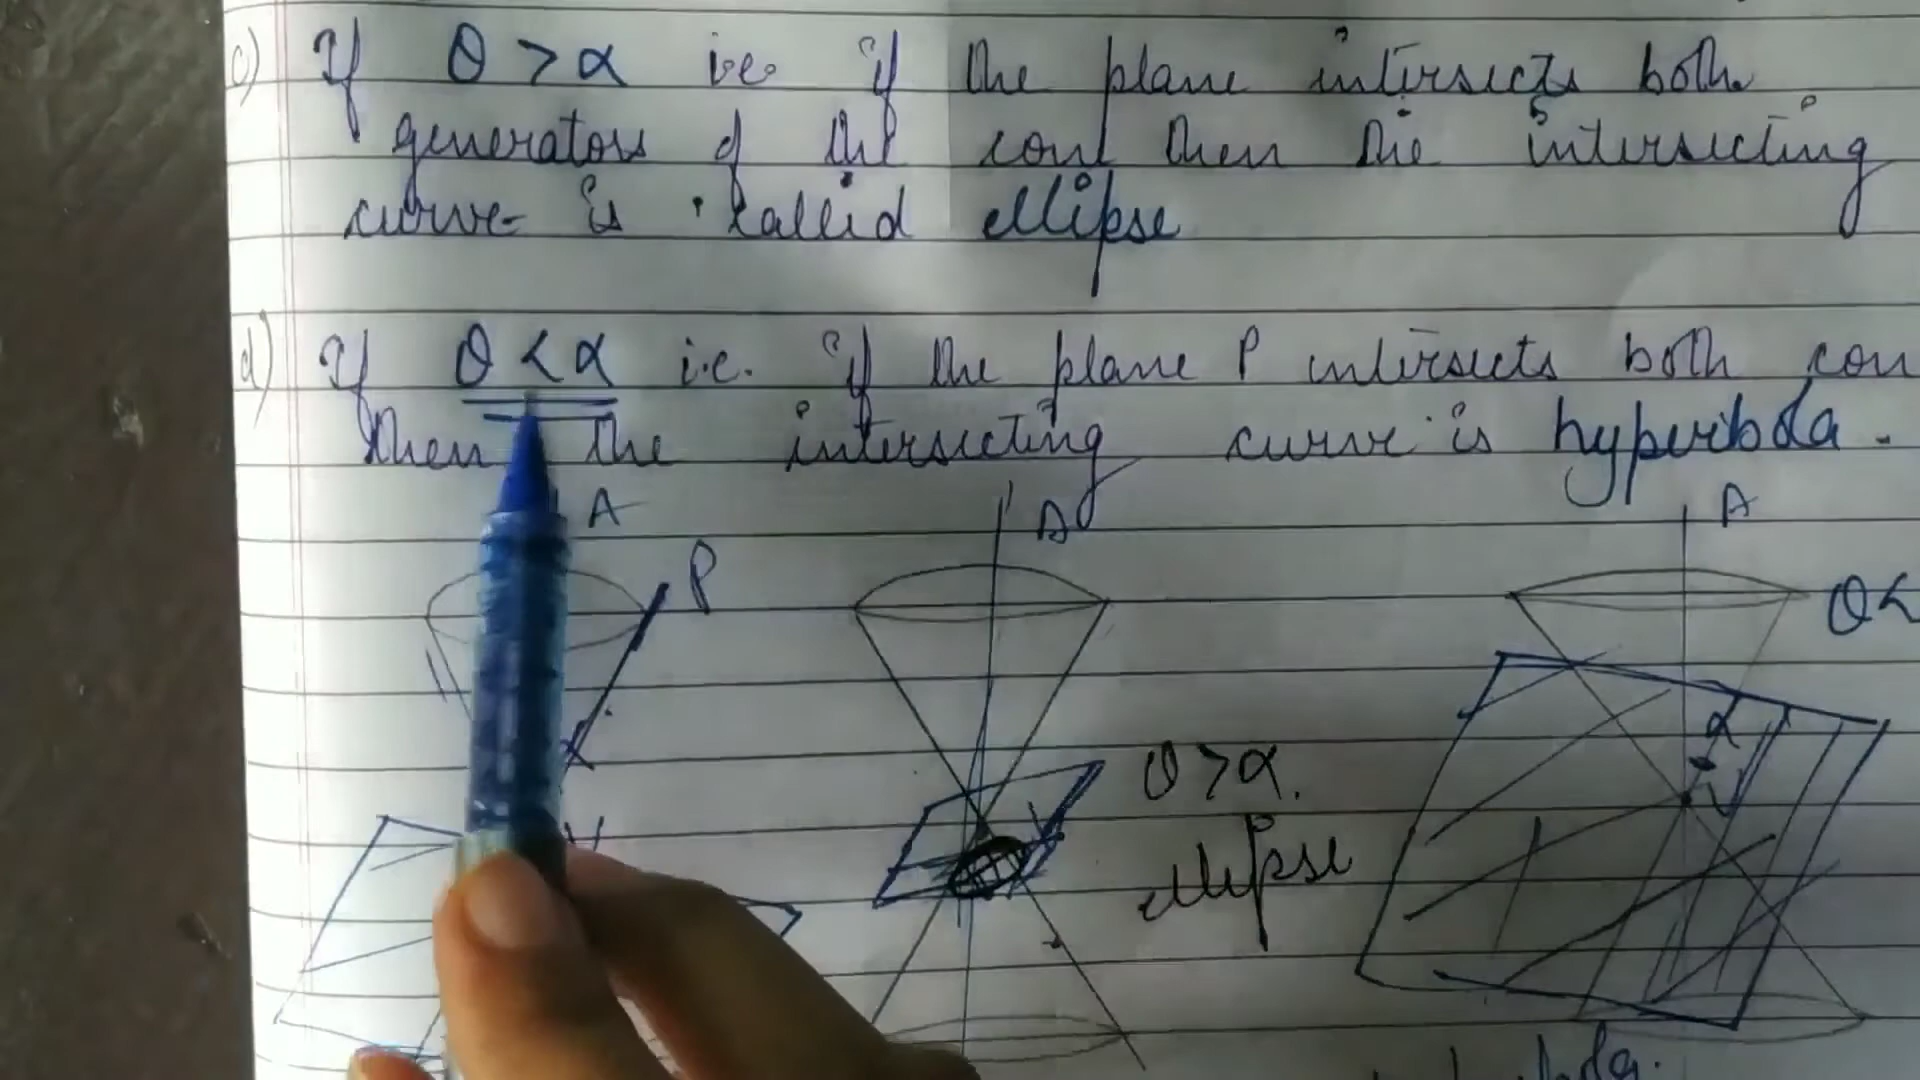 c) If θ > α i.e. if the plane intersects both
generators of the cone then the intersecting
curve is called ellipse
d) If θ < α i.e. if the plane P intersects both con
then the intersecting curve is hyperbola.
A
A
A
P
θ<
α
θ > α.
ellipse
V